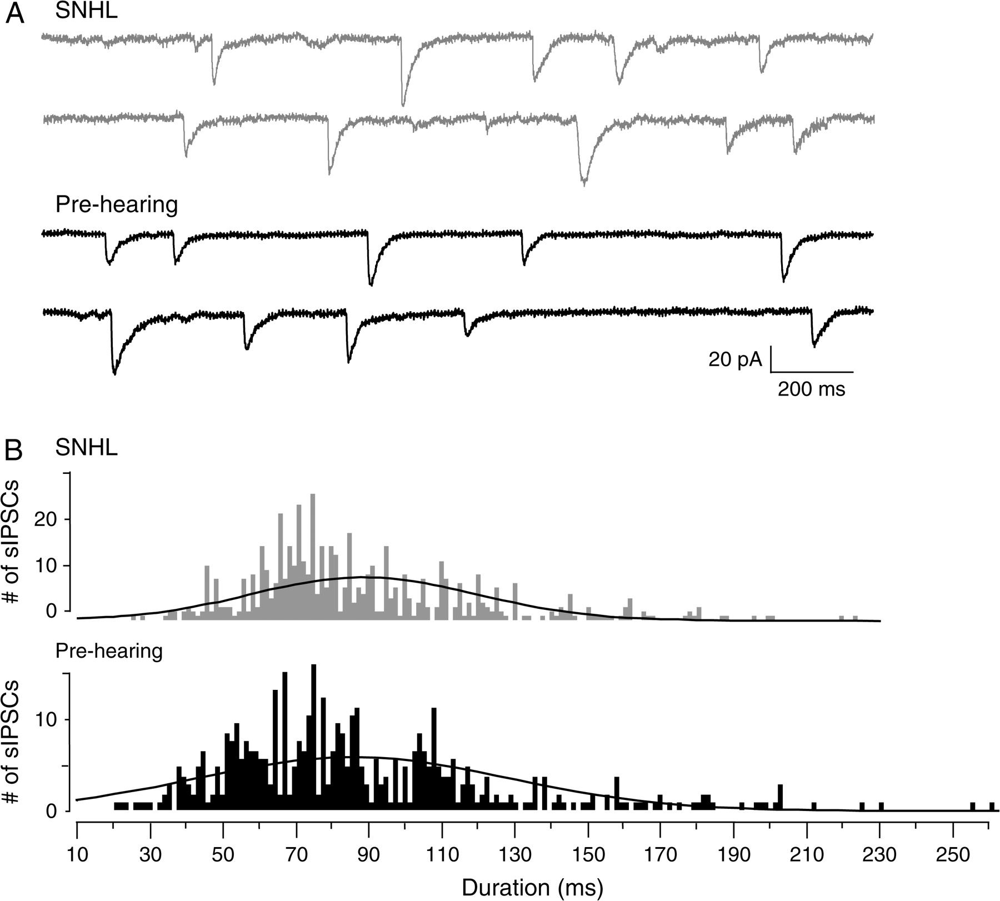 A
SNHL
Pre-hearing
20 pA
200 ms
B
SNHL
# of sIPSCs
20
10
0
Pre-hearing
# of sIPSCs
10
0
10 30 50 70 90 110 130 150 170 190 210 230 250
Duration (ms)